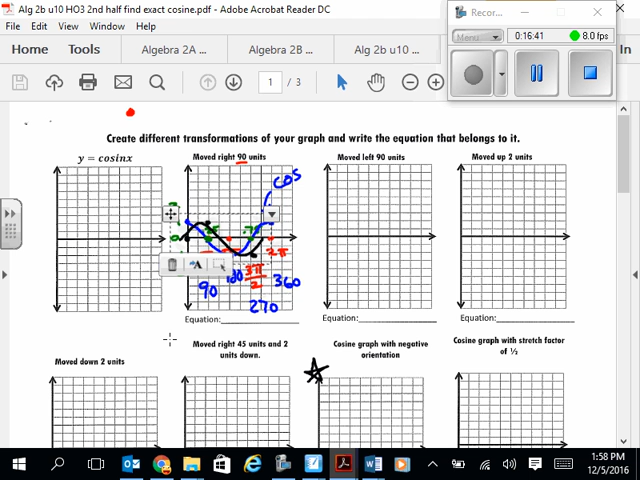 Alg 2b u10 HO3 2nd half find exact cosine.pdf - Adobe Acrobat Reader DC
Recor...
File Edit View Window Help
Menu
0:16:41
8.0 fps
Home Tools Algebra 2A ... Algebra 2B ... Alg 2b u10 ...
1 / 3
Create different transformations of your graph and write the equation that belongs to it.
y = cosinx
Moved right 90 units
Moved left 90 units
Moved up 2 units
cos
2π
90
180
3π/2
360
270
A
Equation:
Equation:
Equation:
Moved down 2 units
Moved right 45 units and 2
units down.
Cosine graph with negative
orientation
Cosine graph with stretch factor
of ½
1:58 PM
12/5/2016